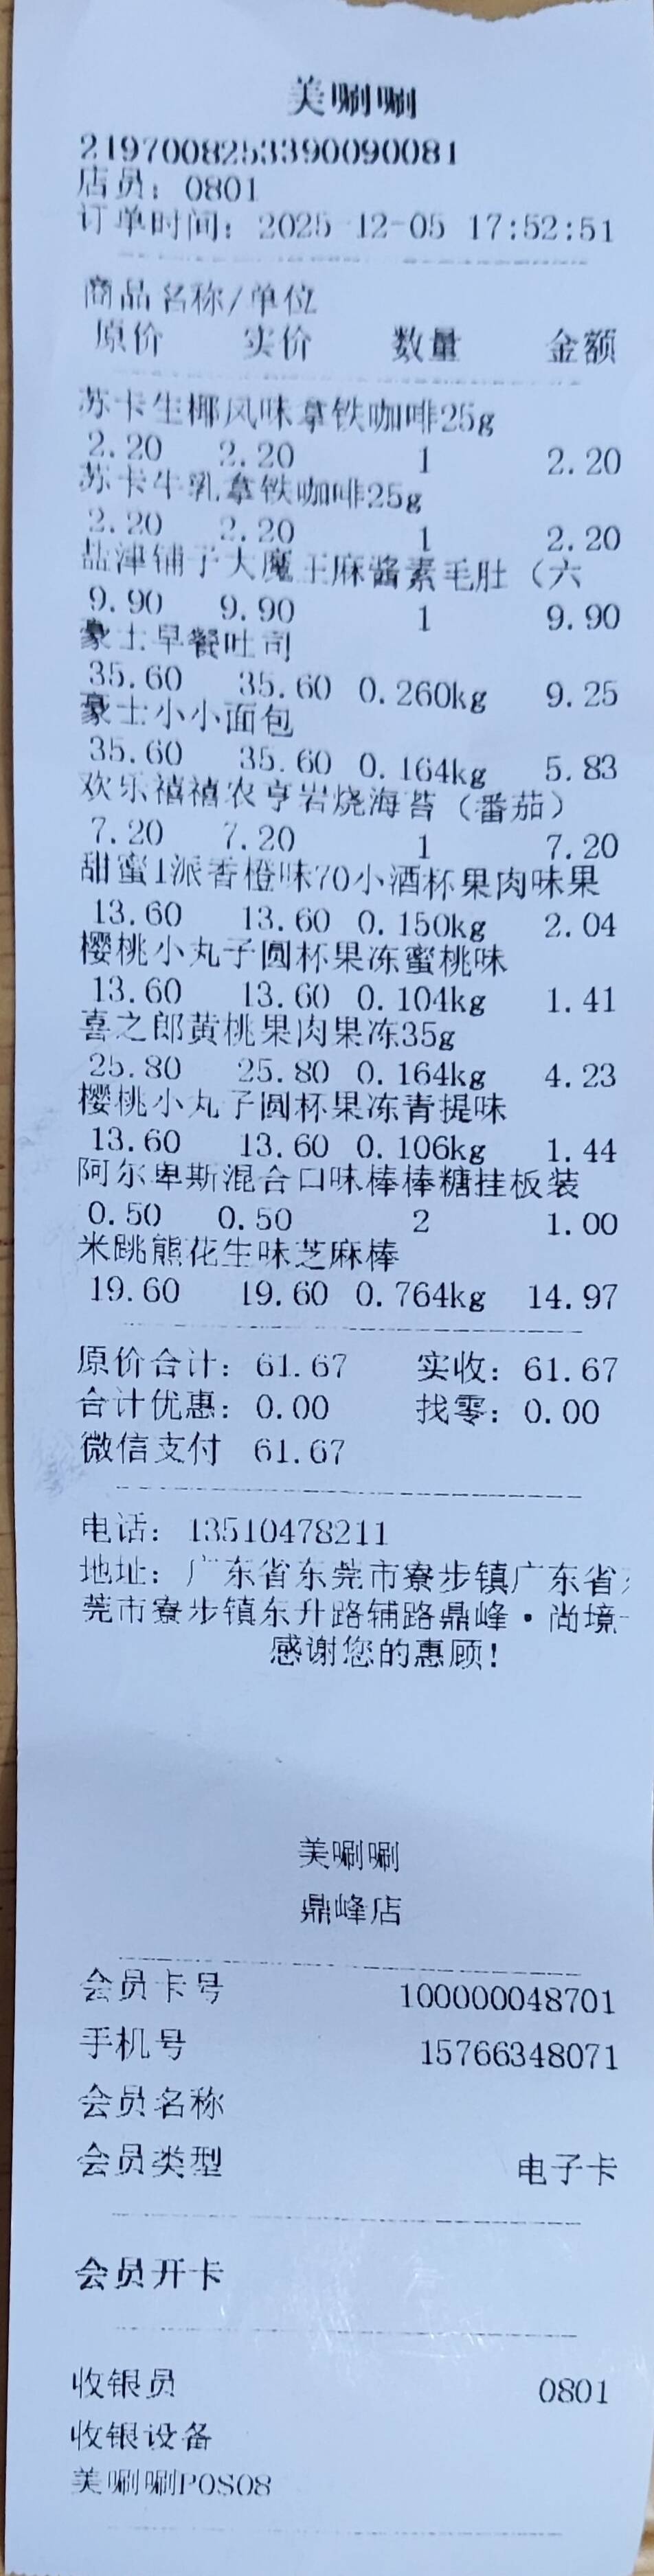 美唰唰
2197008253390090081
店员：0801
订单时间：2025-12-05 17:52:51
商品名称/单位
原价 实价 数量 金额
苏卡生椰风味拿铁咖啡25g
2.20 2.20 1 2.20
苏卡牛乳拿铁咖啡25g
2.20 2.20 1 2.20
盐津铺子大魔王麻酱素毛肚（六
9.90 9.90 1 9.90
豪士早餐吐司
35.60 35.60 0.260kg 9.25
豪士小小面包
35.60 35.60 0.164kg 5.83
欢乐禧禧农亨岩烧海苔（番茄）
7.20 7.20 1 7.20
甜蜜1派香橙味70小酒杯果肉味果
13.60 13.60 0.150kg 2.04
樱桃小丸子圆杯果冻蜜桃味
13.60 13.60 0.104kg 1.41
喜之郎黄桃果肉果冻35g
25.80 25.80 0.164kg 4.23
樱桃小丸子圆杯果冻青提味
13.60 13.60 0.106kg 1.44
阿尔卑斯混合口味棒棒糖挂板装
0.50 0.50 2 1.00
米跳熊花生味芝麻棒
19.60 19.60 0.764kg 14.97
原价合计：61.67 实收：61.67
合计优惠：0.00 找零：0.00
微信支付 61.67
电话：13510478211
地址：广东省东莞市寮步镇广东省
莞市寮步镇东升路辅路鼎峰·尚境
感谢您的惠顾!
美唰唰
鼎峰店
会员卡号 100000048701
手机号 15766348071
会员名称
会员类型 电子卡
会员开卡
收银员 0801
收银设备
美唰唰POS08